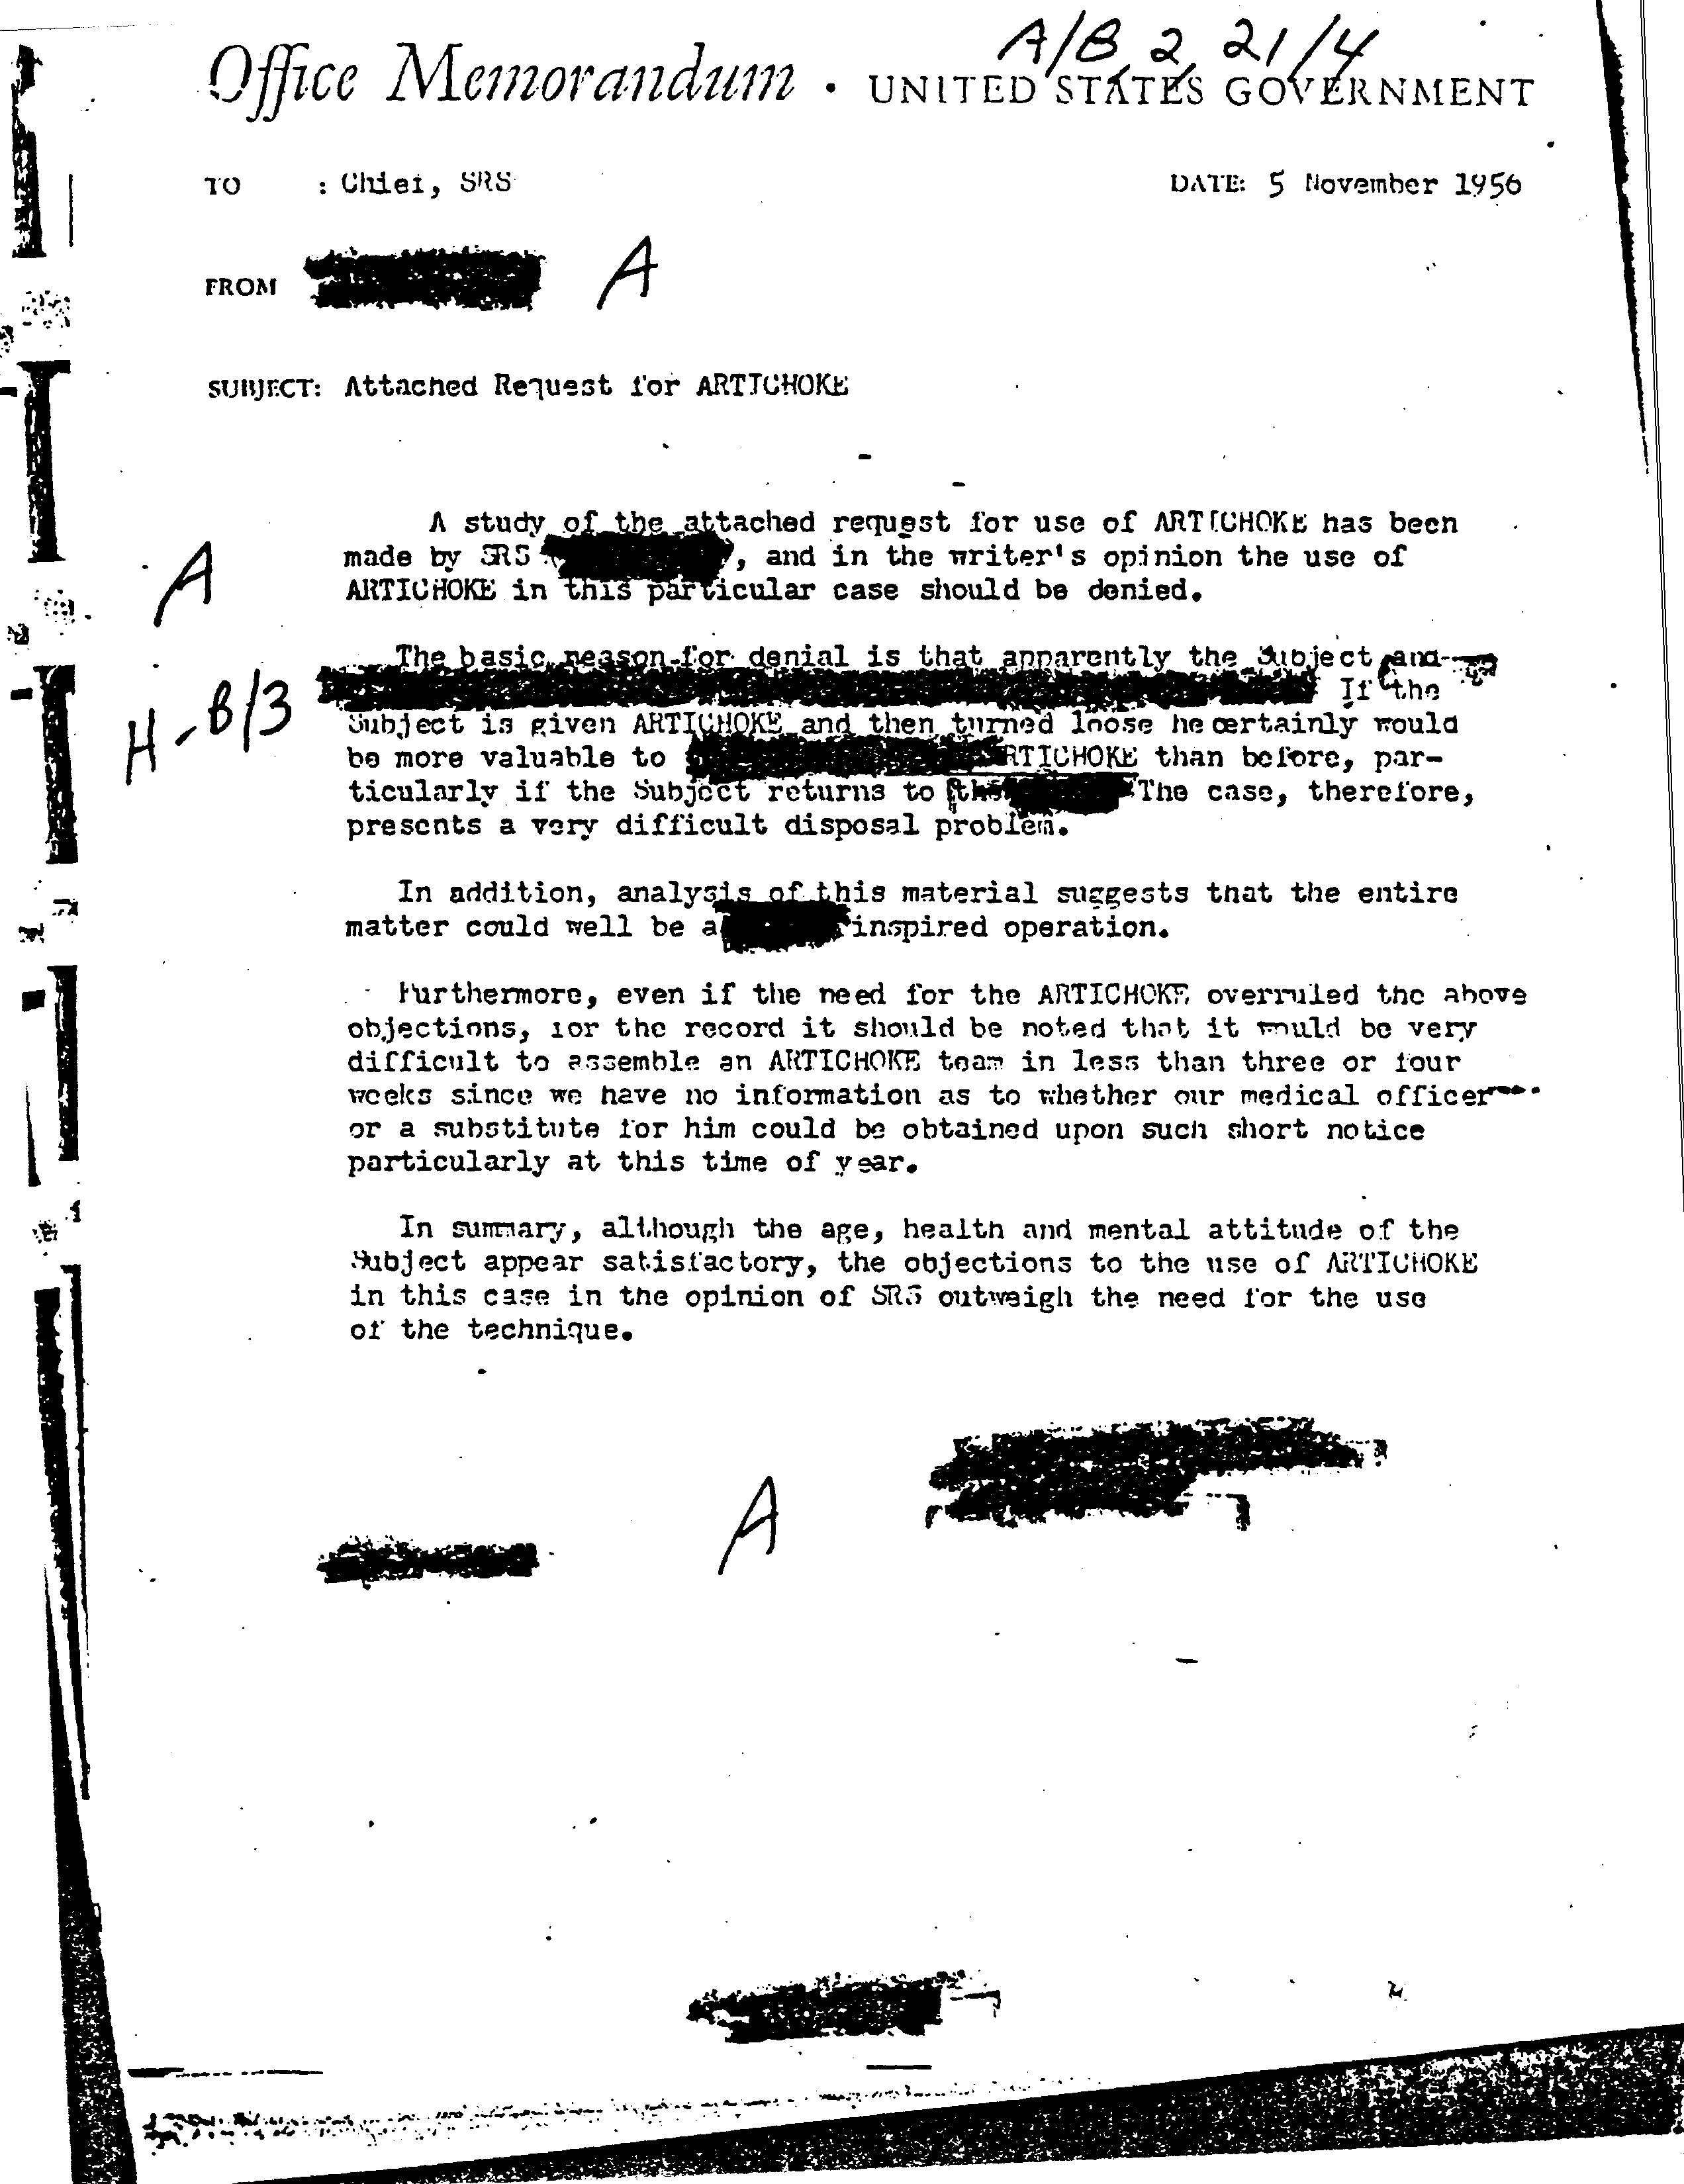 A/B, 2, 21/4
Office Memorandum • UNITED STATES GOVERNMENT
TO : Chief, SRS DATE: 5 November 1956
FROM A
SUBJECT: Attached Request for ARTICHOKE
A study of the attached request for use of ARTICHOKE has been
made by SRS , and in the writer's opinion the use of
ARTICHOKE in this particular case should be denied.
A
The basic reason for denial is that apparently the Subject and
If the
H-B/3
Subject is given ARTICHOKE and then turned loose he certainly would
be more valuable to ARTICHOKE than before, par-
ticularly if the Subject returns to the The case, therefore,
presents a very difficult disposal problem.
In addition, analysis of this material suggests that the entire
matter could well be a inspired operation.
Furthermore, even if the need for the ARTICHOKE overruled the above
objections, for the record it should be noted that it would be very
difficult to assemble an ARTICHOKE team in less than three or four
weeks since we have no information as to whether our medical officer
or a substitute for him could be obtained upon such short notice
particularly at this time of year.
In summary, although the age, health and mental attitude of the
Subject appear satisfactory, the objections to the use of ARTICHOKE
in this case in the opinion of SRS outweigh the need for the use
of the technique.
A